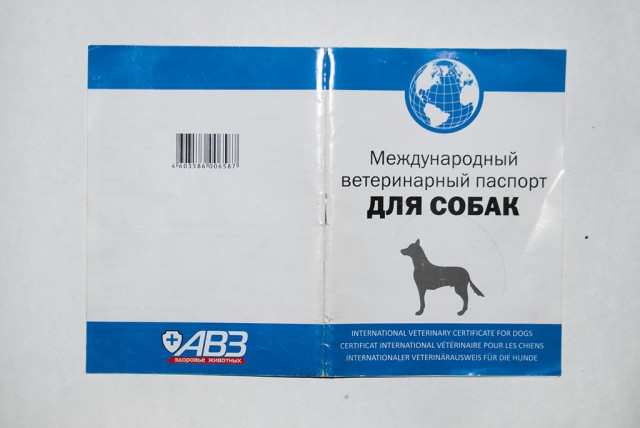 4603586006587
АВЗ
здоровье животных
Международный
ветеринарный паспорт
ДЛЯ СОБАК
INTERNATIONAL VETERINARY CERTIFICATE FOR DOGS
CERTIFICAT INTERNATIONAL VÉTÉRINAIRE POUR LES CHIENS
INTERNATIONALER VETERINÄRAUSWEIS FÜR DIE HUNDE